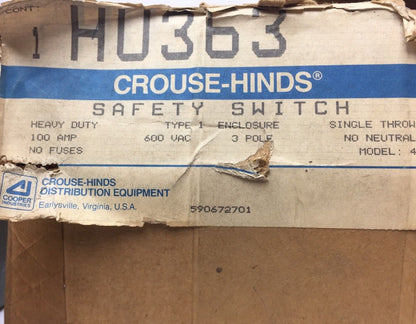 CONT:
1 HU363
CROUSE-HINDS®
SAFETY SWITCH
HEAVY DUTY TYPE 1 ENCLOSURE SINGLE THROW
100 AMP 600 VAC 3 POLE NO NEUTRAL
NO FUSES MODEL: 4
CROUSE-HINDS
DISTRIBUTION EQUIPMENT
COOPER
INDUSTRIES
Earlysville, Virginia, U.S.A.
590672701